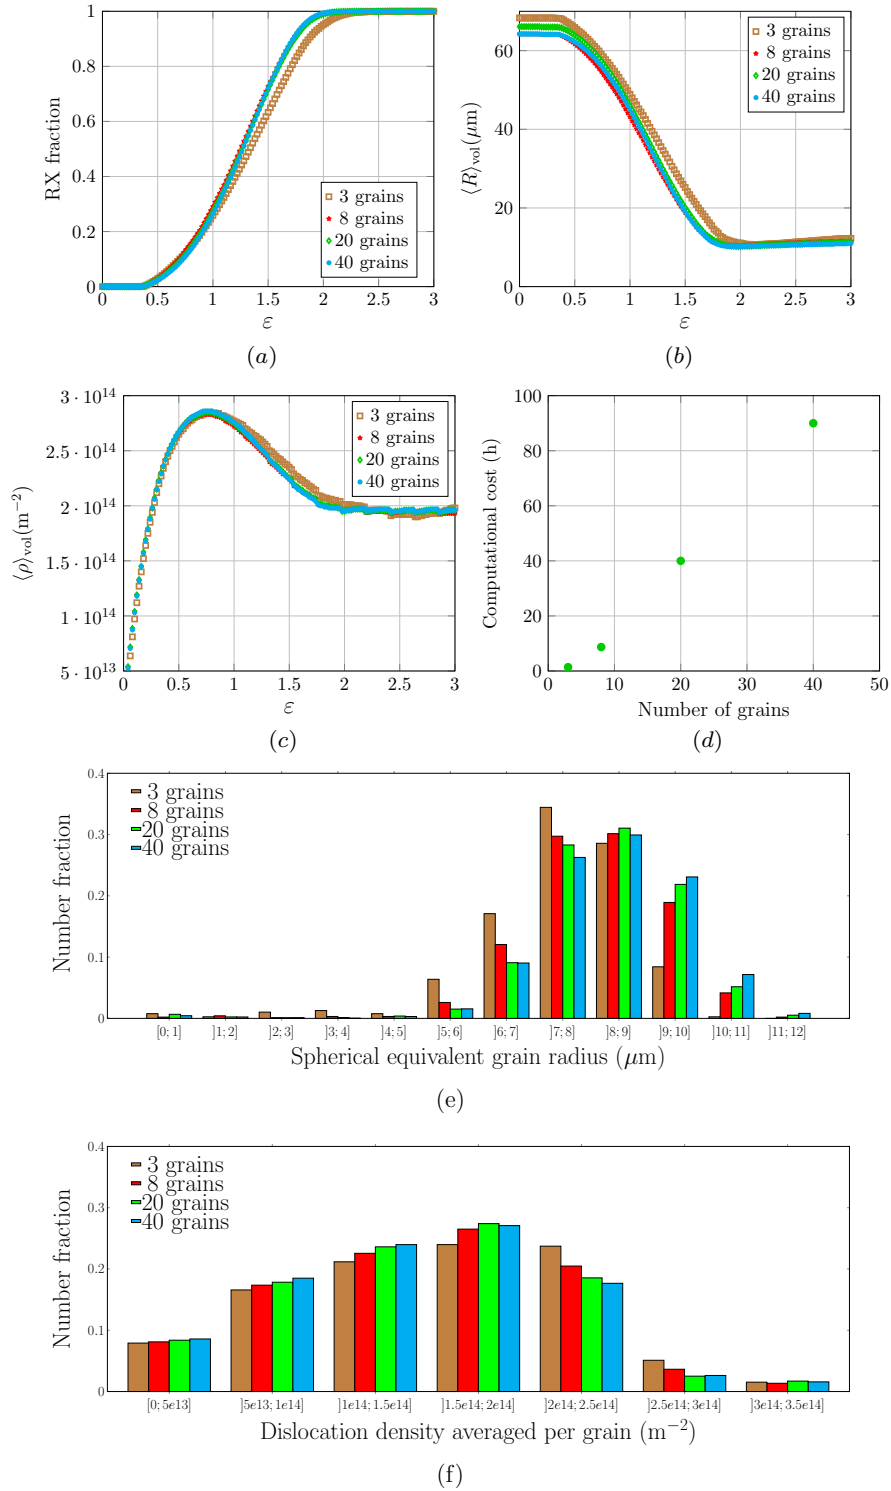 1
0.8
0.6
0.4
0.2
0
RX fraction
3 grains
8 grains
20 grains
40 grains
0 0.5 1 1.5 2 2.5 3
ε
(a)
60
40
20
0
⟨R⟩vol(μm)
3 grains
8 grains
20 grains
40 grains
0 0.5 1 1.5 2 2.5 3
ε
(b)
3 · 10^14
2.5 · 10^14
2 · 10^14
1.5 · 10^14
1 · 10^14
5 · 10^13
⟨ρ⟩vol(m^−2)
3 grains
8 grains
20 grains
40 grains
0 0.5 1 1.5 2 2.5 3
ε
(c)
100
80
60
40
20
0
Computational cost (h)
0 10 20 30 40 50
Number of grains
(d)
0.4
0.3
0.2
0.1
0
Number fraction
3 grains
8 grains
20 grains
40 grains
[0; 1] ]1; 2] ]2; 3] ]3; 4] ]4; 5] ]5; 6] ]6; 7] ]7; 8] ]8; 9] ]9; 10] ]10; 11] ]11; 12]
Spherical equivalent grain radius (μm)
(e)
0.4
0.3
0.2
0.1
0
Number fraction
3 grains
8 grains
20 grains
40 grains
[0; 5e13] ]5e13; 1e14] ]1e14; 1.5e14] ]1.5e14; 2e14] ]2e14; 2.5e14] ]2.5e14; 3e14] ]3e14; 3.5e14]
Dislocation density averaged per grain (m^−2)
(f)